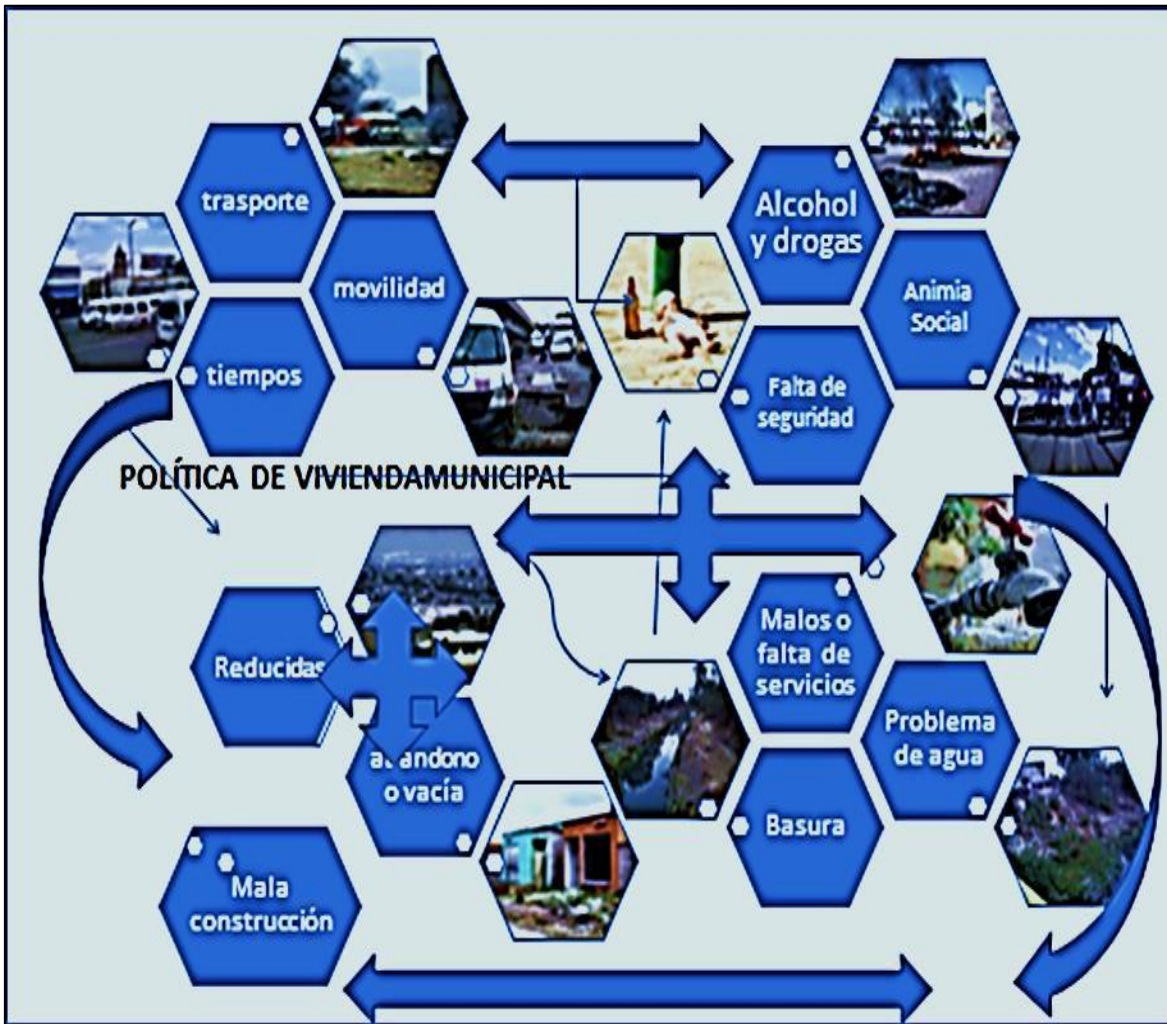 trasporte
movilidad
tiempos
Alcohol
y drogas
Animia
Social
Falta de
seguridad
POLÍTICA DE VIVIENDAMUNICIPAL
Reducidas
abandono
o vacía
Mala
construcción
Malos o
falta de
servicios
Problema
de agua
Basura